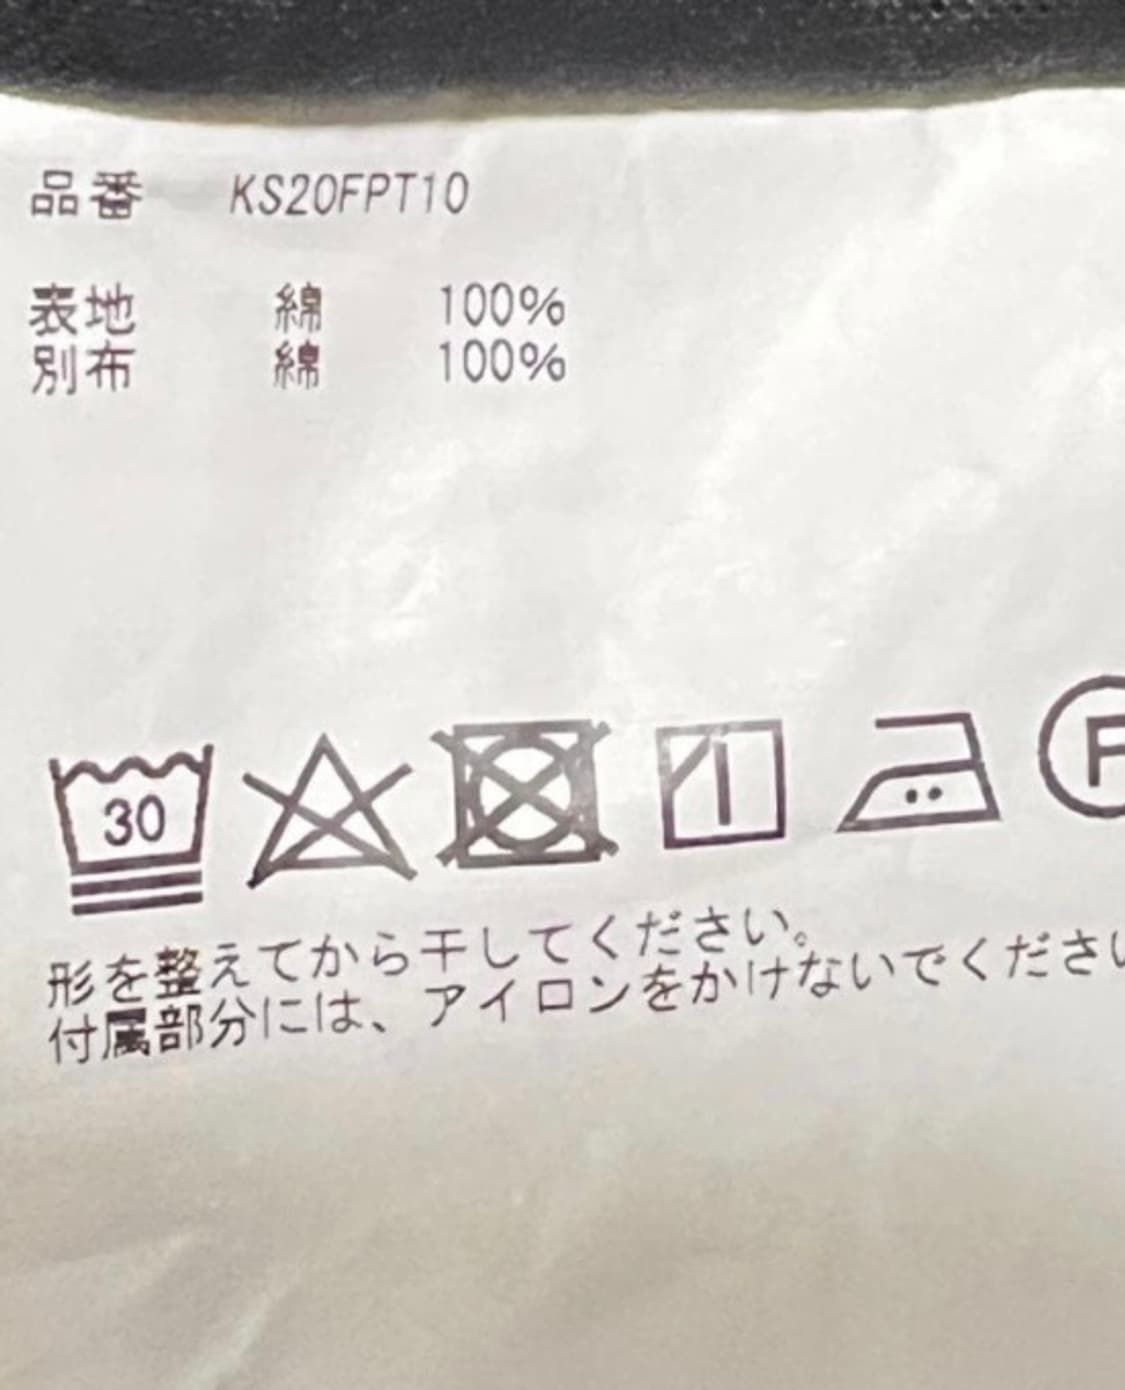 品番 KS20FPT10
表地 綿 100%
別布 綿 100%
30
F
形を整えてから干してください。
付属部分には、アイロンをかけないでくださ